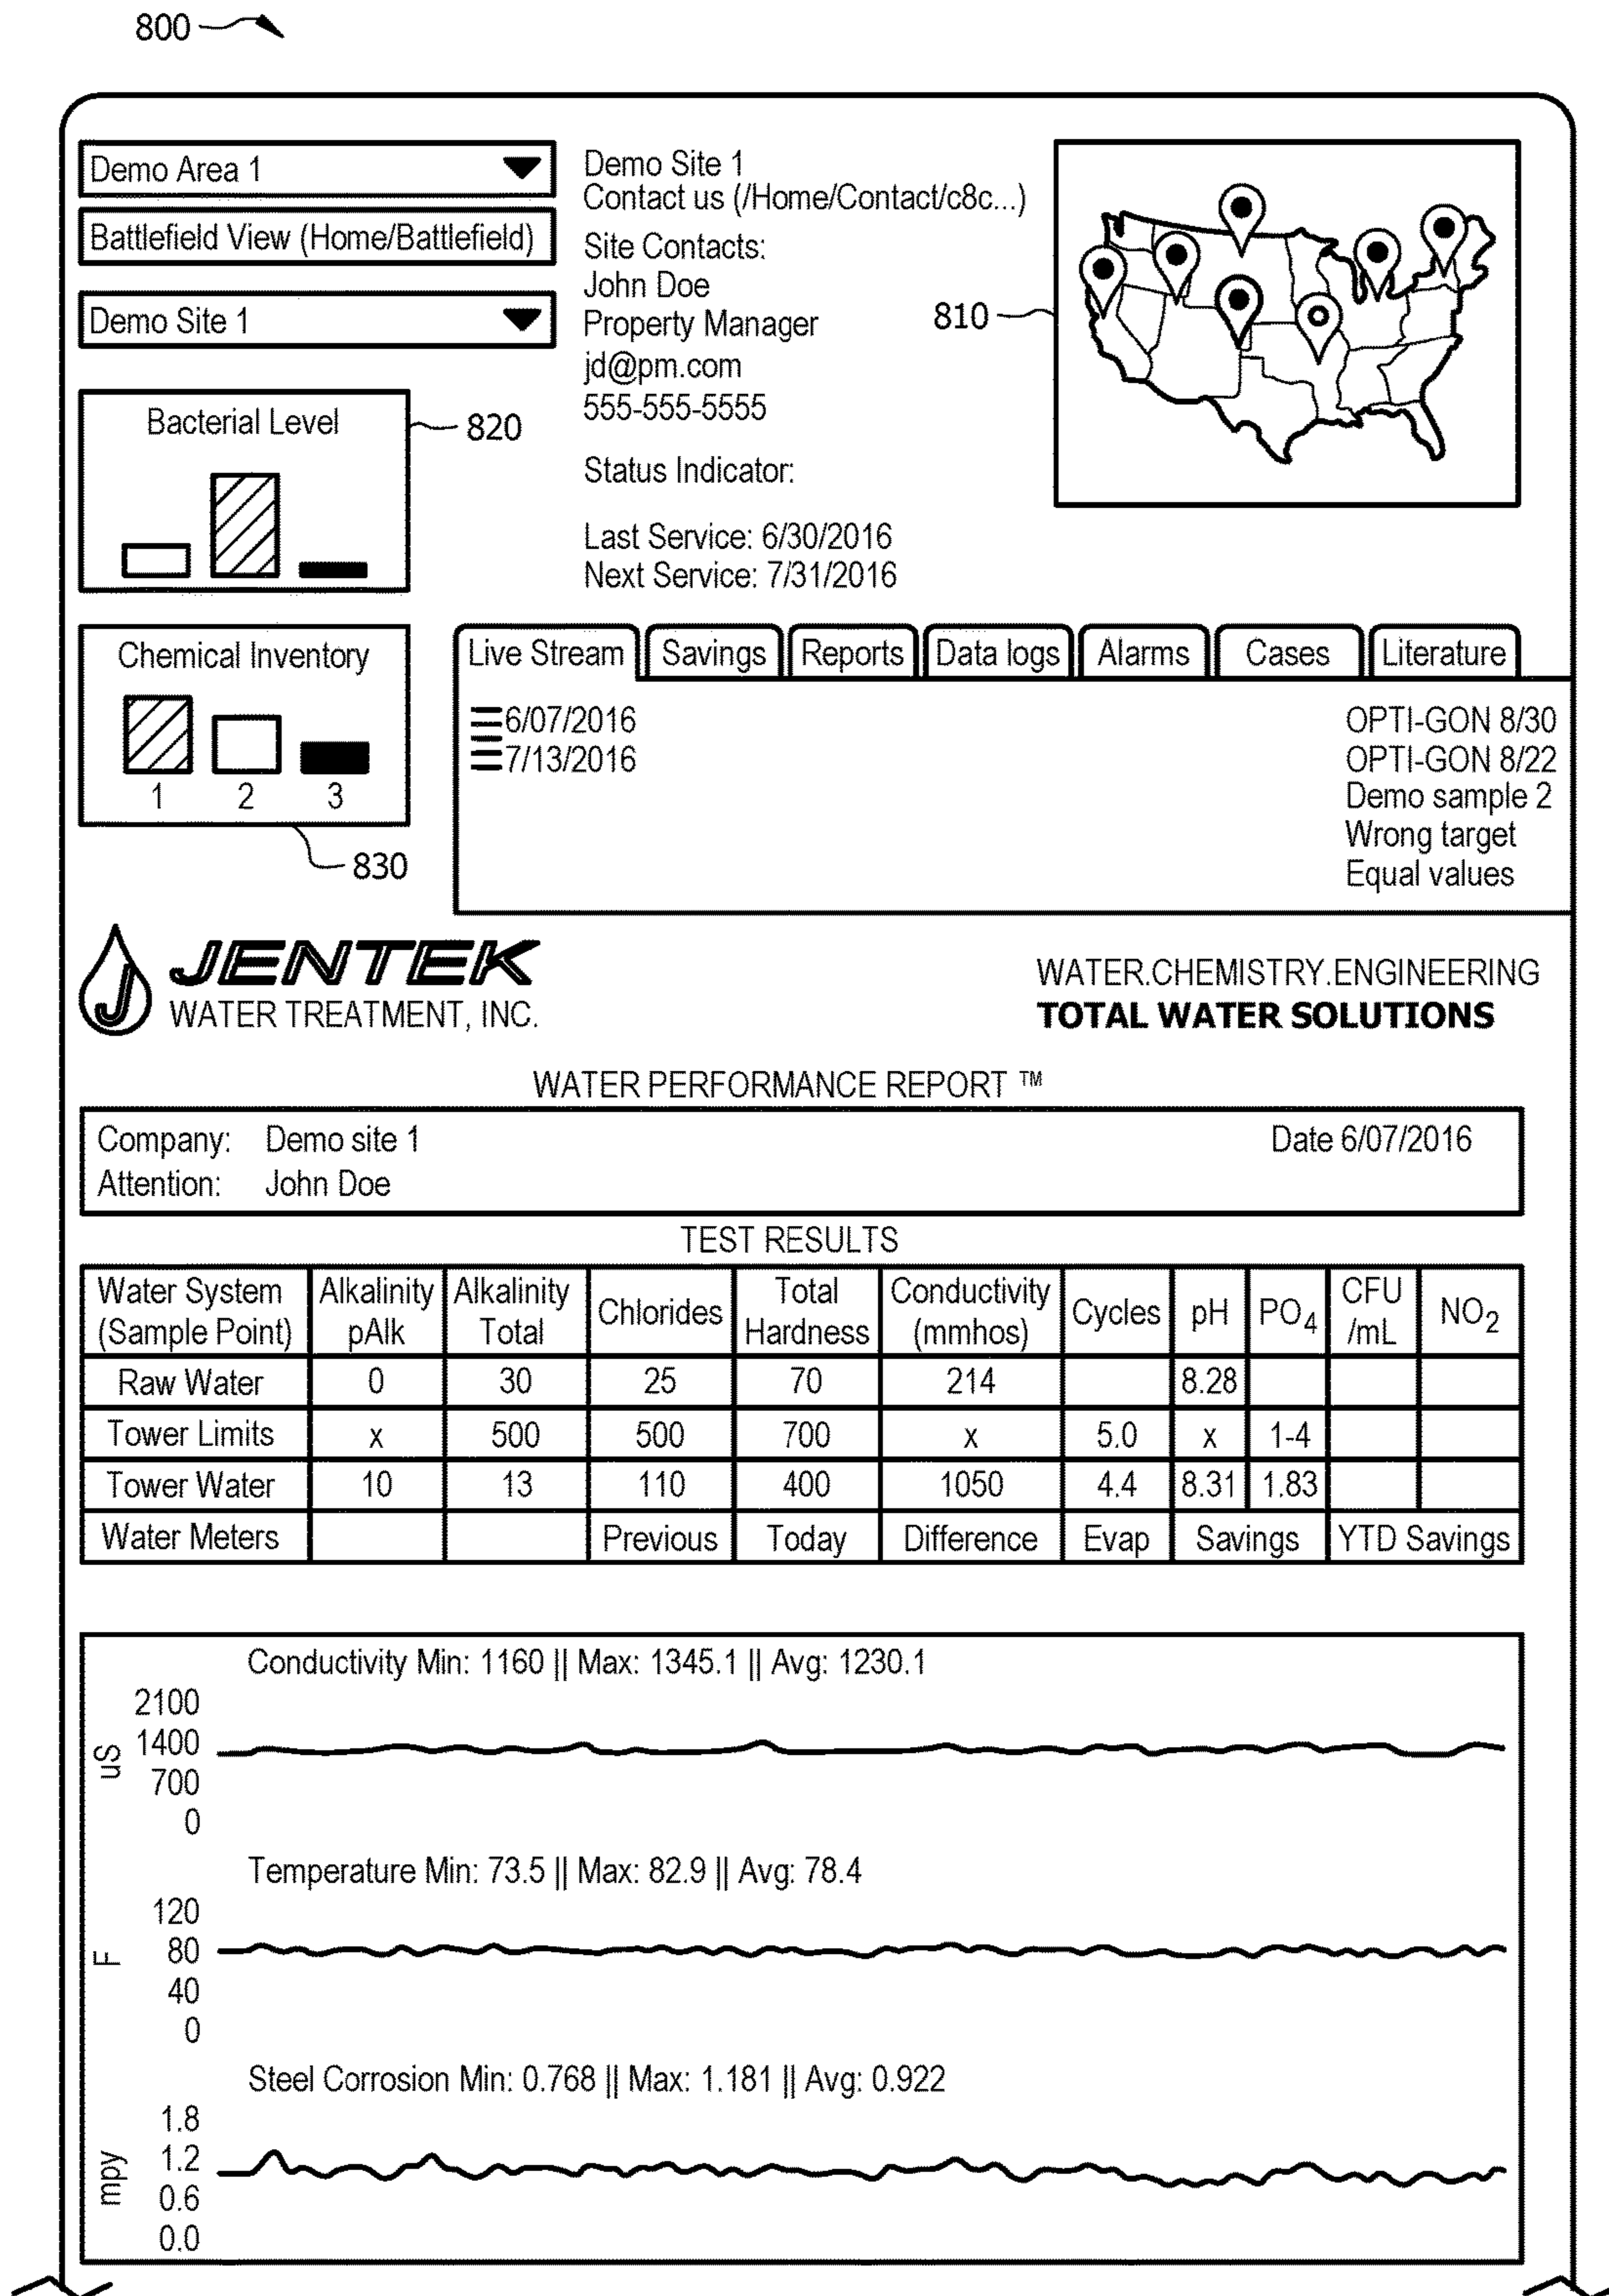 800
Demo Area 1
Battlefield View (Home/Battlefield)
Demo Site 1
Demo Site 1
Contact us (/Home/Contact/c8c...)
Site Contacts:
John Doe
Property Manager
jd@pm.com
555-555-5555
Status Indicator:
Last Service: 6/30/2016
Next Service: 7/31/2016
810
Bacterial Level
820
Chemical Inventory
1 2 3
830
Live Stream Savings Reports Data logs Alarms Cases Literature
6/07/2016
7/13/2016
OPTI-GON 8/30
OPTI-GON 8/22
Demo sample 2
Wrong target
Equal values
J JENTEK
WATER TREATMENT, INC.
WATER.CHEMISTRY.ENGINEERING
TOTAL WATER SOLUTIONS
WATER PERFORMANCE REPORT ™
Company: Demo site 1 Date 6/07/2016
Attention: John Doe
TEST RESULTS
Water System (Sample Point) Alkalinity pAlk Alkalinity Total Chlorides Total Hardness Conductivity (mmhos) Cycles pH PO4 CFU /mL NO2
Raw Water 0 30 25 70 214 8.28
Tower Limits x 500 500 700 x 5.0 x 1-4
Tower Water 10 13 110 400 1050 4.4 8.31 1.83
Water Meters Previous Today Difference Evap Savings YTD Savings
Conductivity Min: 1160 || Max: 1345.1 || Avg: 1230.1
2100
1400
700
0
uS
Temperature Min: 73.5 || Max: 82.9 || Avg: 78.4
120
80
40
0
F
Steel Corrosion Min: 0.768 || Max: 1.181 || Avg: 0.922
1.8
1.2
0.6
0.0
mpy